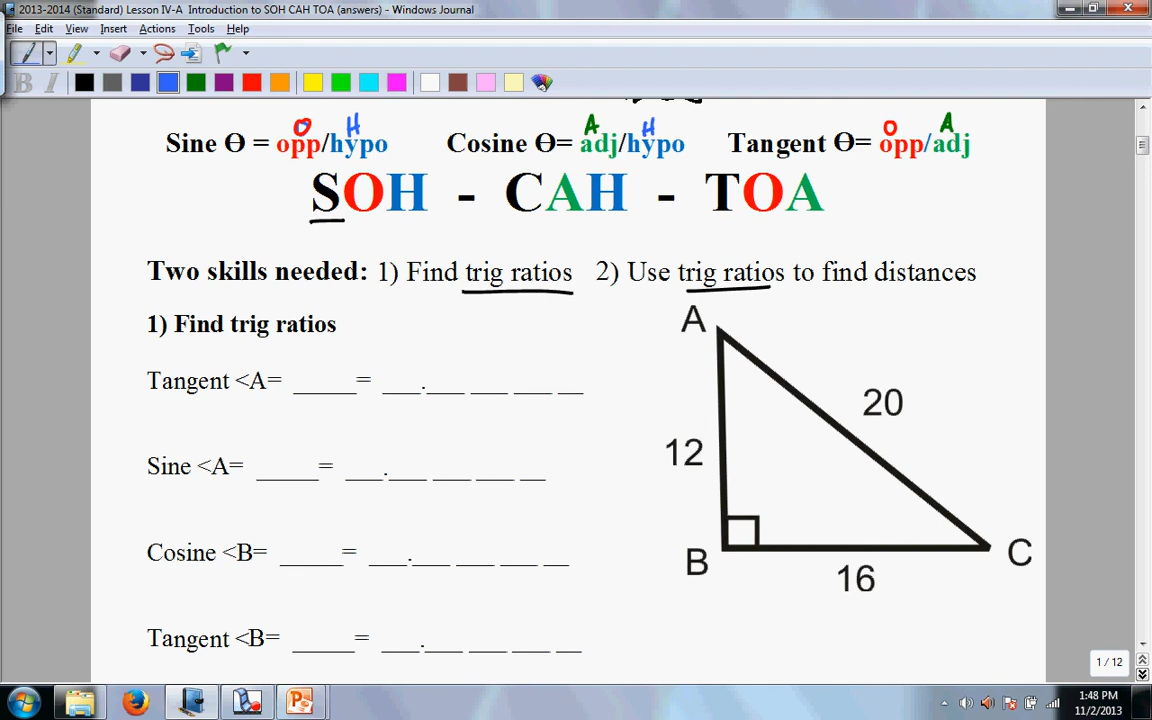 2013-2014 (Standard) Lesson IV-A Introduction to SOH CAH TOA (answers) - Windows Journal
File Edit View Insert Actions Tools Help
B I
O H A H O A
Sine Ө = opp/hypo Cosine Ө= adj/hypo Tangent Ө= opp/adj
SOH - CAH - TOA
Two skills needed: 1) Find trig ratios 2) Use trig ratios to find distances
1) Find trig ratios
A
Tangent <A= _____= ___.___ ___ ___ __
20
12
Sine <A= _____= ___.___ ___ ___ __
Cosine <B= _____= ___.___ ___ ___ __
B C
16
Tangent <B= _____= ___.___ ___ ___ __
1 / 12
1:48 PM
11/2/2013